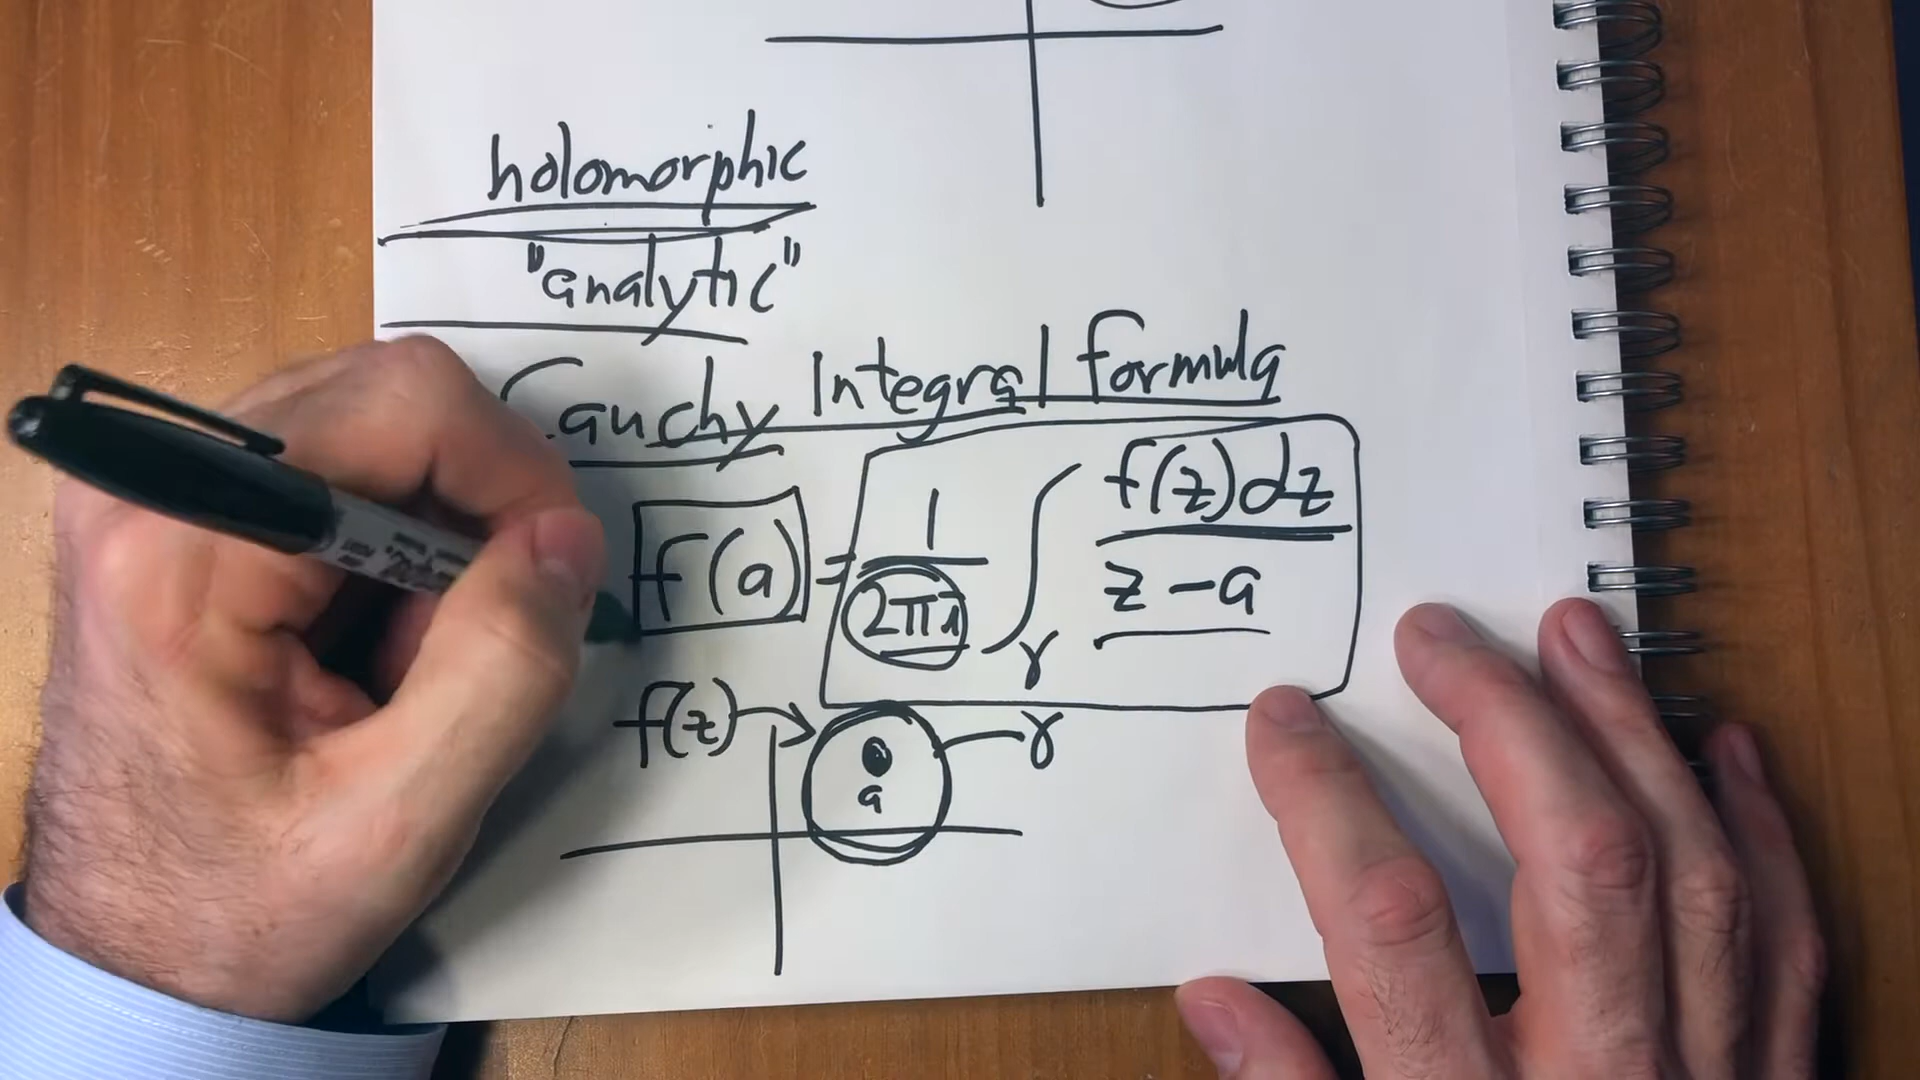 holomorphic
"analytic"
Cauchy Integral formula
f(a) = 1/2πi ∫γ f(z)dz/z-a
f(z)
γ
a